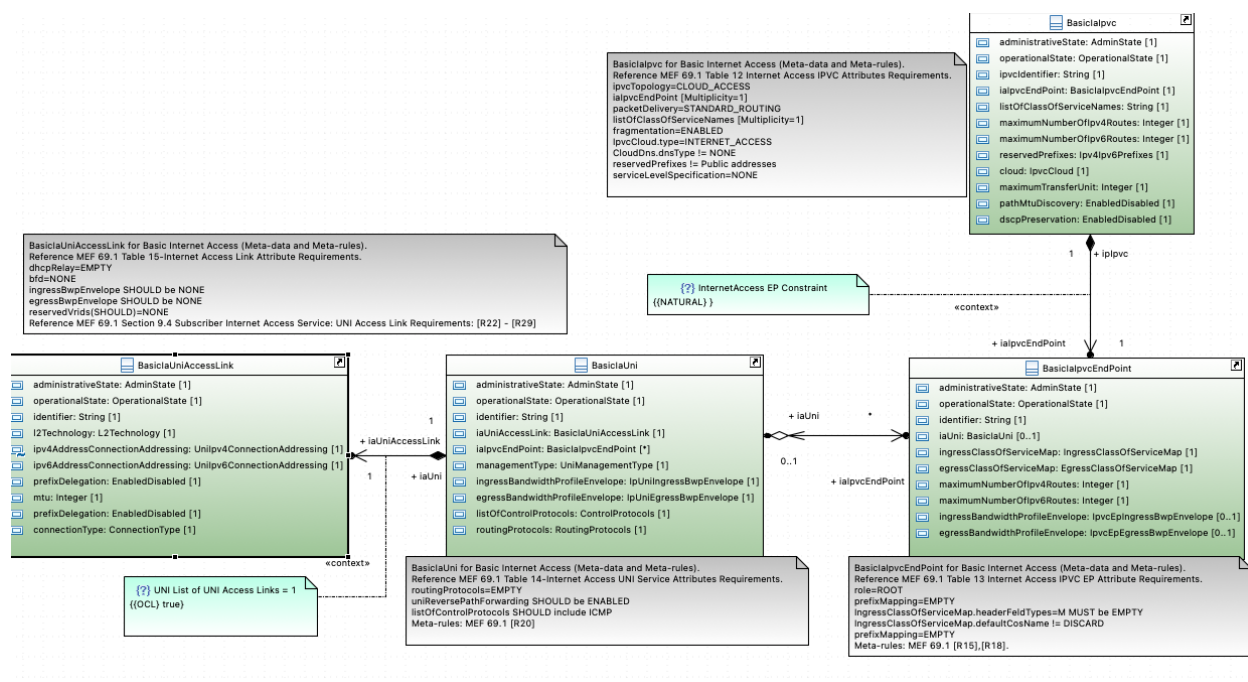 BasicIaIpvc
administrativeState: AdminState [1]
operationalState: OperationalState [1]
ipvcIdentifier: String [1]
iaIpvcEndPoint: BasicIaIpvcEndPoint [1]
listOfClassOfServiceNames: String [1]
maximumNumberOfIpv4Routes: Integer [1]
maximumNumberOfIpv6Routes: Integer [1]
reservedPrefixes: Ipv4Ipv6Prefixes [1]
cloud: IpvcCloud [1]
maximumTransferUnit: Integer [1]
pathMtuDiscovery: EnabledDisabled [1]
dscpPreservation: EnabledDisabled [1]
BasicIaIpvc for Basic Internet Access (Meta-data and Meta-rules).
Reference MEF 69.1 Table 12 Internet Access IPVC Attributes Requirements.
ipvcTopology=CLOUD_ACCESS
iaIpvcEndPoint [Multiplicity=1]
packetDelivery=STANDARD_ROUTING
listOfClassOfServiceNames [Multiplicity=1]
fragmentation=ENABLED
IpvcCloud.type=INTERNET_ACCESS
CloudDns.dnsType != NONE
reservedPrefixes != Public addresses
serviceLevelSpecification=NONE
1
+ ipIpvc
BasicIaUniAccessLink for Basic Internet Access (Meta-data and Meta-rules).
Reference MEF 69.1 Table 15-Internet Access Link Attribute Requirements.
dhcpRelay=EMPTY
bfd=NONE
ingressBwpEnvelope SHOULD be NONE
egressBwpEnvelope SHOULD be NONE
reservedVrids(SHOULD)=NONE
Reference MEF 69.1 Section 9.4 Subscriber Internet Access Service: UNI Access Link Requirements: [R22] - [R29]
{?} InternetAccess EP Constraint
{{NATURAL} }
«context»
+ iaIpvcEndPoint
1
BasicIaUniAccessLink
administrativeState: AdminState [1]
operationalState: OperationalState [1]
identifier: String [1]
l2Technology: L2Technology [1]
ipv4AddressConnectionAddressing: UniIpv4ConnectionAddressing [1]
ipv6AddressConnectionAddressing: UniIpv6ConnectionAddressing [1]
prefixDelegation: EnabledDisabled [1]
mtu: Integer [1]
prefixDelegation: EnabledDisabled [1]
connectionType: ConnectionType [1]
1
+ iaUniAccessLink
1
+ iaUni
«context»
BasicIaUni
administrativeState: AdminState [1]
operationalState: OperationalState [1]
identifier: String [1]
iaUniAccessLink: BasicIaUniAccessLink [1]
iaIpvcEndPoint: BasicIaIpvcEndPoint [*]
managementType: UniManagementType [1]
ingressBandwidthProfileEnvelope: IpUniIngressBwpEnvelope [1]
egressBandwidthProfileEnvelope: IpUniEgressBwpEnvelope [1]
listOfControlProtocols: ControlProtocols [1]
routingProtocols: RoutingProtocols [1]
+ iaUni
*
0..1
+ iaIpvcEndPoint
BasicIaIpvcEndPoint
administrativeState: AdminState [1]
operationalState: OperationalState [1]
identifier: String [1]
iaUni: BasicIaUni [0..1]
ingressClassOfServiceMap: IngressClassOfServiceMap [1]
egressClassOfServiceMap: EgressClassOfServiceMap [1]
maximumNumberOfIpv4Routes: Integer [1]
maximumNumberOfIpv6Routes: Integer [1]
ingressBandwidthProfileEnvelope: IpvcEpIngressBwpEnvelope [0..1]
egressBandwidthProfileEnvelope: IpvcEpEgressBwpEnvelope [0..1]
{?} UNI List of UNI Access Links = 1
{{OCL} true}
BasicIaUni for Basic Internet Access (Meta-data and Meta-rules).
Reference MEF 69.1 Table 14-Internet Access UNI Service Attributes Requirements.
routingProtocols=EMPTY
uniReversePathForwarding SHOULD be ENABLED
listOfControlProtocols SHOULD include ICMP
Meta-rules: MEF 69.1 [R20]
BasicIaIpvcEndPoint for Basic Internet Access (Meta-data and Meta-rules).
Reference MEF 69.1 Table 13 Internet Access IPVC EP Attribute Requirements.
role=ROOT
prefixMapping=EMPTY
IngressClassOfServiceMap.headerFeldTypes=M MUST be EMPTY
IngressClassOfServiceMap.defaultCosName != DISCARD
prefixMapping=EMPTY
Meta-rules: MEF 69.1 [R15],[R18].